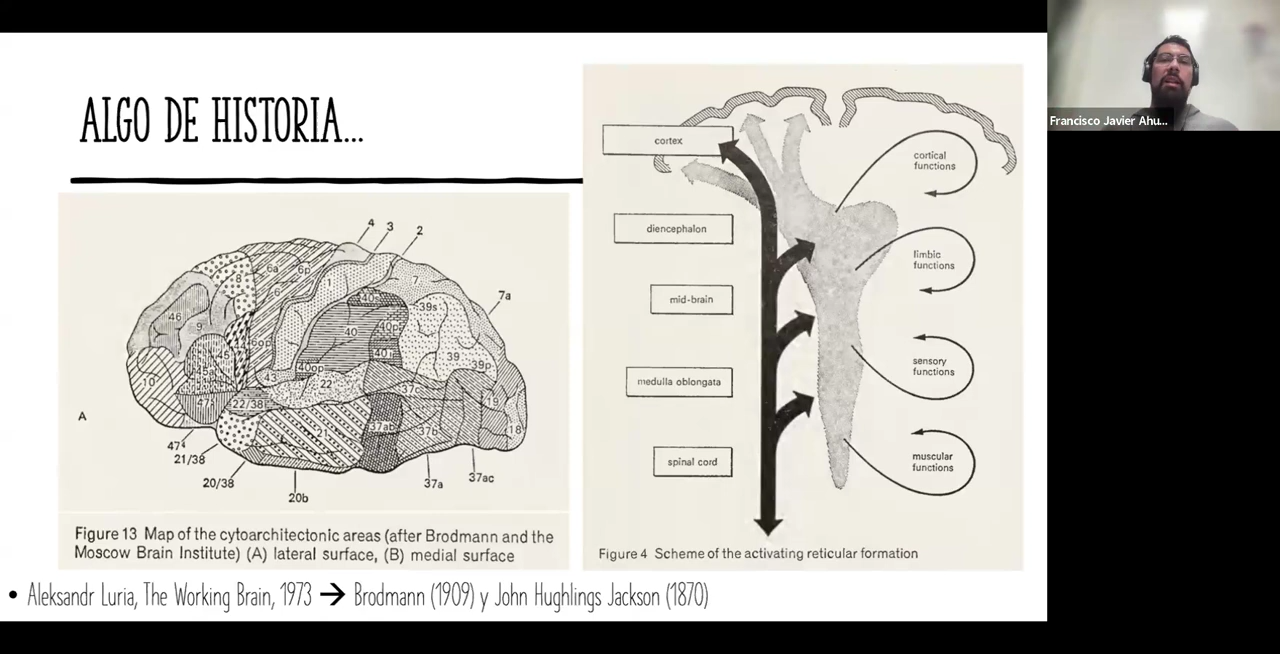 ALGO DE HISTORIA...
Francisco Javier Ahu...
4
3
2
6a
6p
6
1
7
7a
46
9
40s
39s
40
40p
45
6op
40i
39
39p
10
45a
43
40op
22
37c
19
47l
22/38l
A
21
37ab
37b
18
47
21/38
20/38
20b
37a
37ac
Figure 13 Map of the cytoarchitectonic areas (after Brodmann and the
Moscow Brain Institute) (A) lateral surface, (B) medial surface
cortex
diencephalon
mid-brain
medulla oblongata
spinal cord
cortical
functions
limbic
functions
sensory
functions
muscular
functions
Figure 4 Scheme of the activating reticular formation
• Aleksandr Luria, The Working Brain, 1973 → Brodmann (1909) y John Hughlings Jackson (1870)